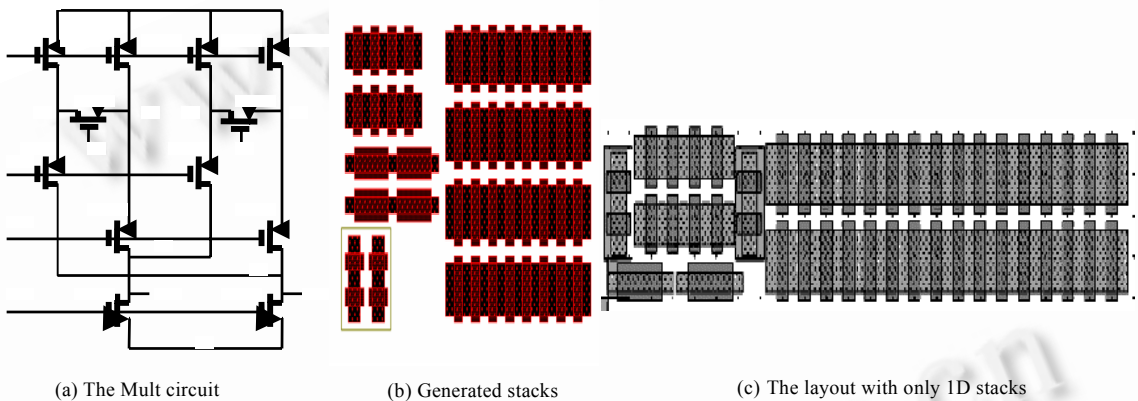 (a) The Mult circuit
(b) Generated stacks
(c) The layout with only 1D stacks